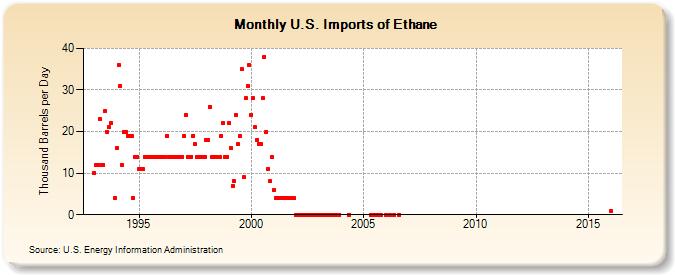 Monthly U.S. Imports of Ethane
Thousand Barrels per Day
40
30
20
10
0
1995 2000 2005 2010 2015
Source: U.S. Energy Information Administration